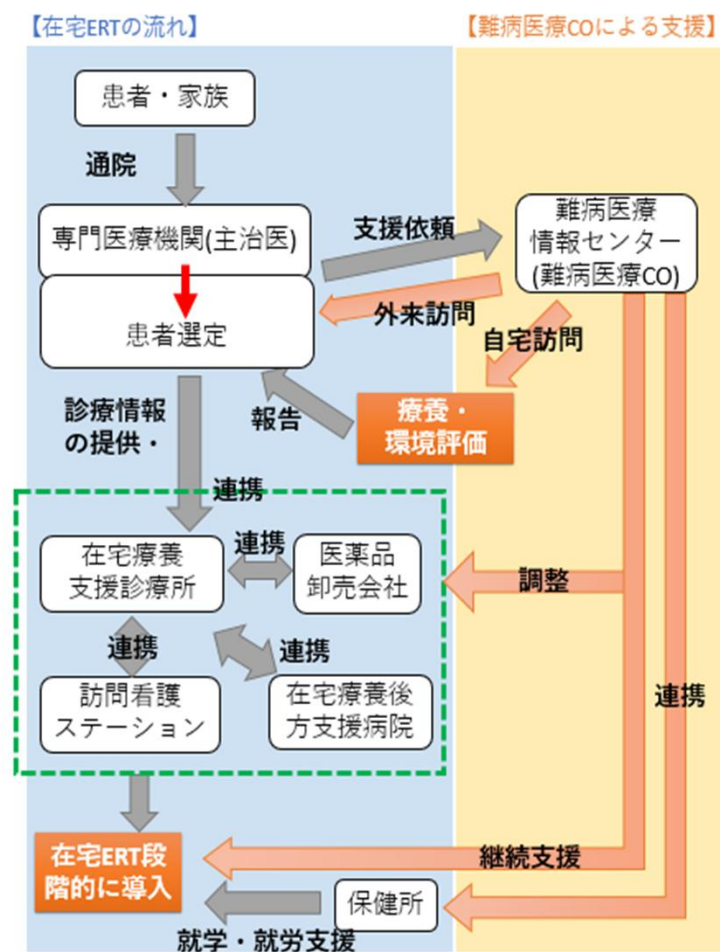 【在宅ERTの流れ】
【難病医療COによる支援】
患者・家族
通院
専門医療機関(主治医)
支援依頼
難病医療
情報センター
(難病医療CO)
患者選定
外来訪問
自宅訪問
診療情報
の提供・
報告
療養・
環境評価
連携
在宅療養
支援診療所
連携
医薬品
卸売会社
調整
連携
連携
訪問看護
ステーション
在宅療養後
方支援病院
連携
在宅ERT段
階的に導入
継続支援
保健所
就学・就労支援